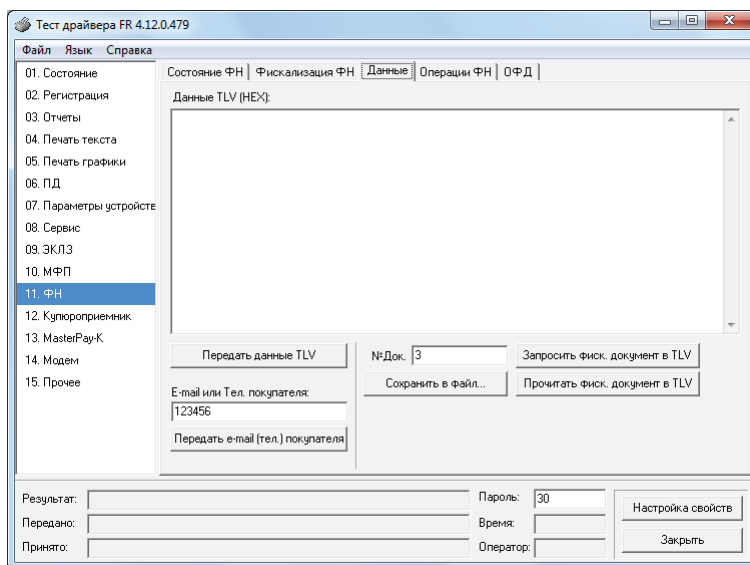 Тест драйвера FR 4.12.0.479
Файл Язык Справка
01. Состояние
02. Регистрация
03. Отчеты
04. Печать текста
05. Печать графики
06. ПД
07. Параметры устройств
08. Сервис
09. ЭКЛЗ
10. МФП
11. ФН
12. Купюроприемник
13. MasterPay-K
14. Модем
15. Прочее
Состояние ФН Фискализация ФН Данные Операции ФН ОФД
Данные TLV (HEX):
Передать данные TLV
№Док. 3
Запросить фиск. документ в TLV
Сохранить в файл...
Прочитать фиск. документ в TLV
E-mail или Тел. покупателя:
123456
Передать e-mail (тел.) покупателя
Результат:
Передано:
Принято:
Пароль: 30
Время:
Оператор:
Настройка свойств
Закрыть